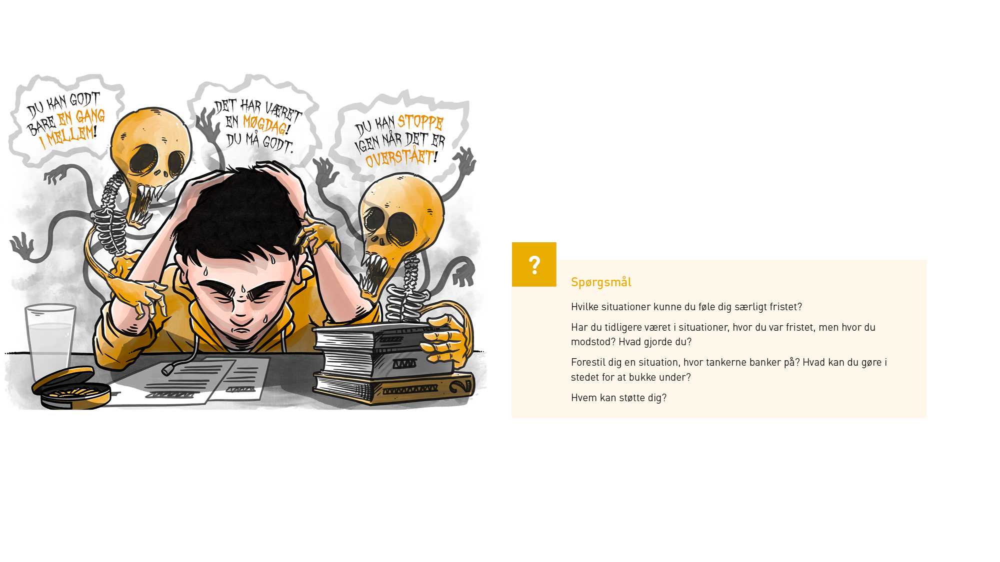 DU KAN GODT
BARE EN GANG
I MELLEM!
DET HAR VÆRET
EN MØGDAG!
DU MÅ GODT.
DU KAN STOPPE
IGEN NÅR DET ER
OVERSTÅET!
?
Spørgsmål
Hvilke situationer kunne du føle dig særligt fristet?
Har du tidligere været i situationer, hvor du var fristet, men hvor du
modstod? Hvad gjorde du?
Forestil dig en situation, hvor tankerne banker på? Hvad kan du gøre i
stedet for at bukke under?
Hvem kan støtte dig?